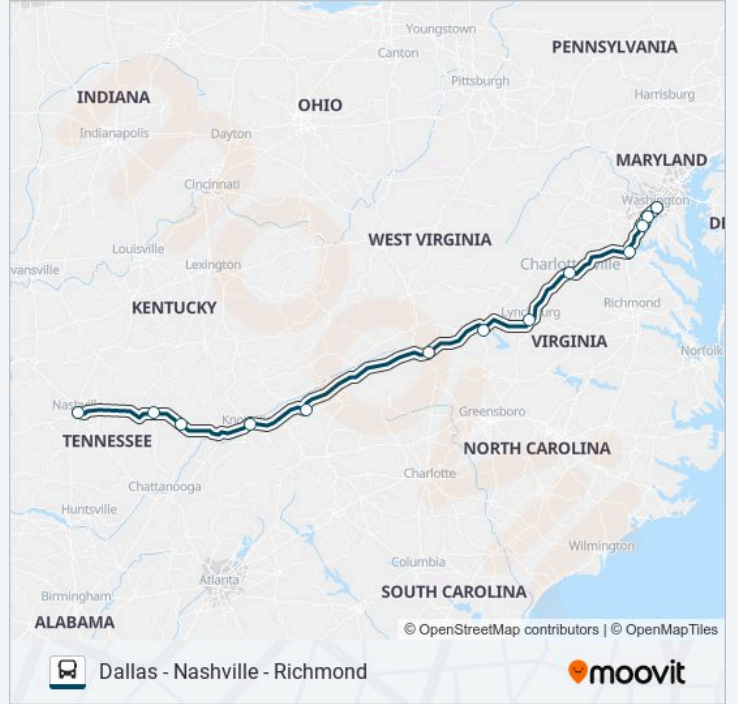 Youngstown
PENNSYLVANIA
Canton
Pittsburgh
INDIANA
OHIO
Harrisburg
Indianapolis
Dayton
MARYLAND
Cincinnati
Washington
DE
WEST VIRGINIA
Louisville
Lexington
Charlottesville
vansville
KENTUCKY
Richmond
Lynchburg
VIRGINIA
Norfolk
Nashville
Knoxville
Greensboro
TENNESSEE
NORTH CAROLINA
Charlotte
Chattanooga
Huntsville
Wilmington
Columbia
Atlanta
SOUTH CAROLINA
Birmingham
ALABAMA
© OpenStreetMap contributors | © OpenMapTiles
Dallas - Nashville - Richmond
moovit